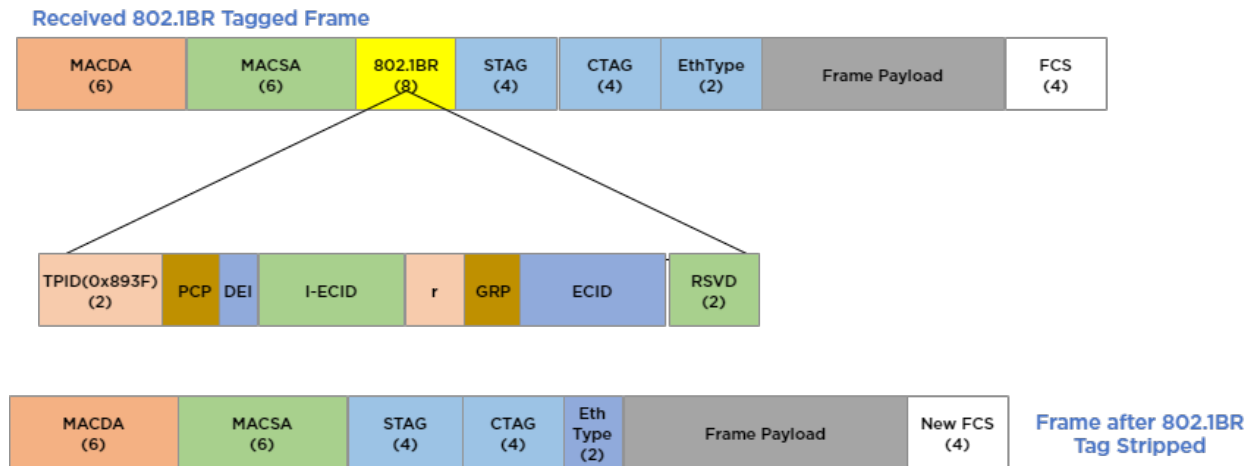 Received 802.1BR Tagged Frame
MACDA
(6)
MACSA
(6)
802.1BR
(8)
STAG
(4)
CTAG
(4)
EthType
(2)
Frame Payload
FCS
(4)
TPID(0x893F)
(2)
PCP
DEI
I-ECID
r
GRP
ECID
RSVD
(2)
MACDA
(6)
MACSA
(6)
STAG
(4)
CTAG
(4)
Eth
Type
(2)
Frame Payload
New FCS
(4)
Frame after 802.1BR
Tag Stripped